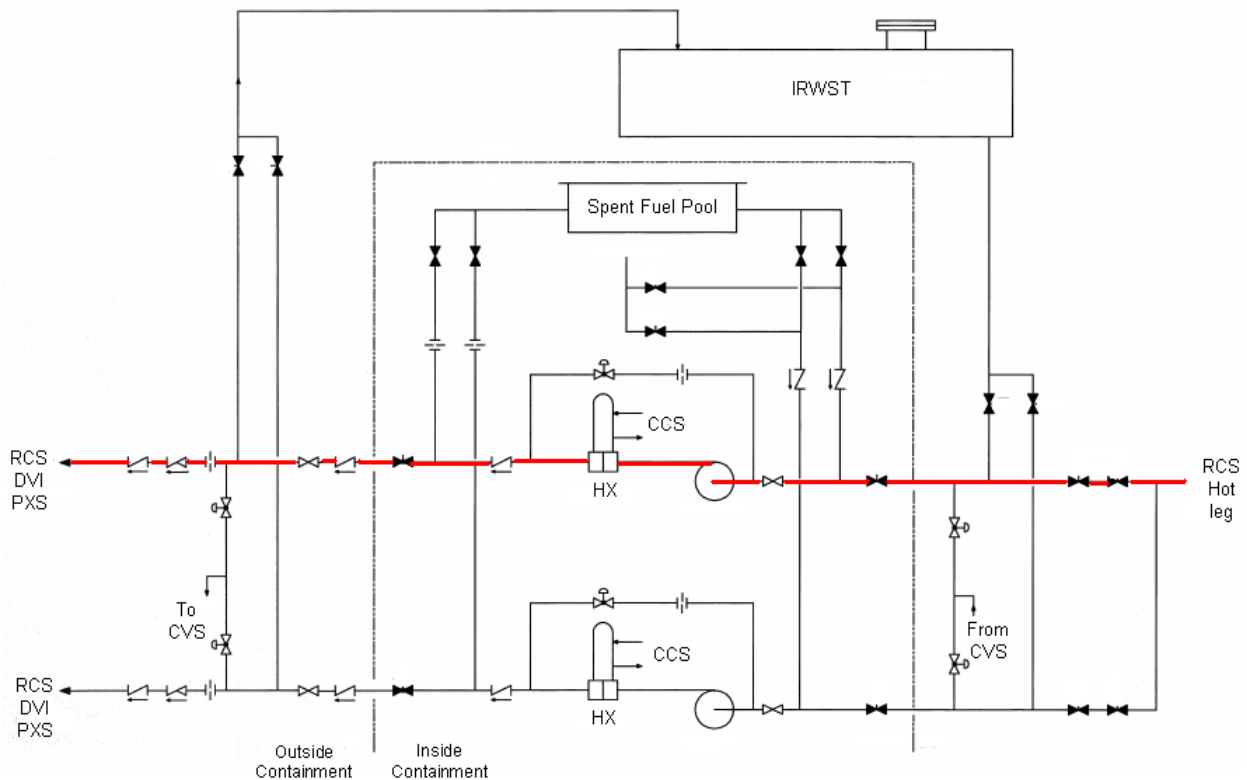 IRWST
Spent Fuel Pool
CCS
HX
RCS
DVI
PXS
RCS
Hot
leg
To
CVS
From
CVS
CCS
HX
RCS
DVI
PXS
Outside
Containment
Inside
Containment